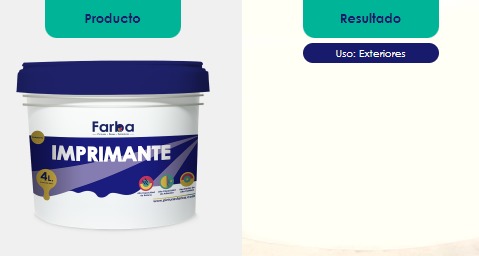 Producto
Resultado
Uso: Exteriores
Farba
IMPRIMANTE
4L